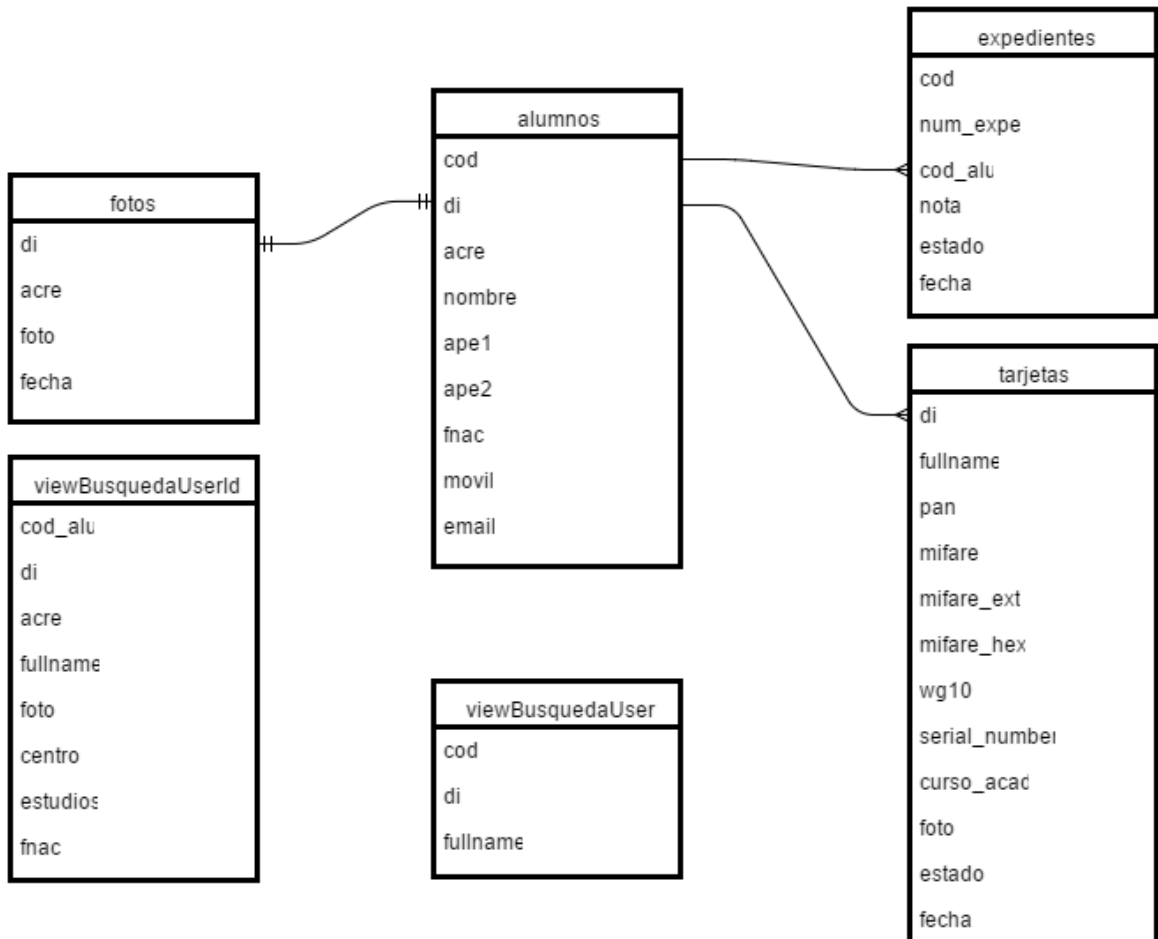 fotos
di
acre
foto
fecha
viewBusquedaUserId
cod_alu
di
acre
fullname
foto
centro
estudios
fnac
alumnos
cod
di
acre
nombre
ape1
ape2
fnac
movil
email
viewBusquedaUser
cod
di
fullname
expedientes
cod
num_expe
cod_alu
nota
estado
fecha
tarjetas
di
fullname
pan
mifare
mifare_ext
mifare_hex
wg10
serial_number
curso_acad
foto
estado
fecha